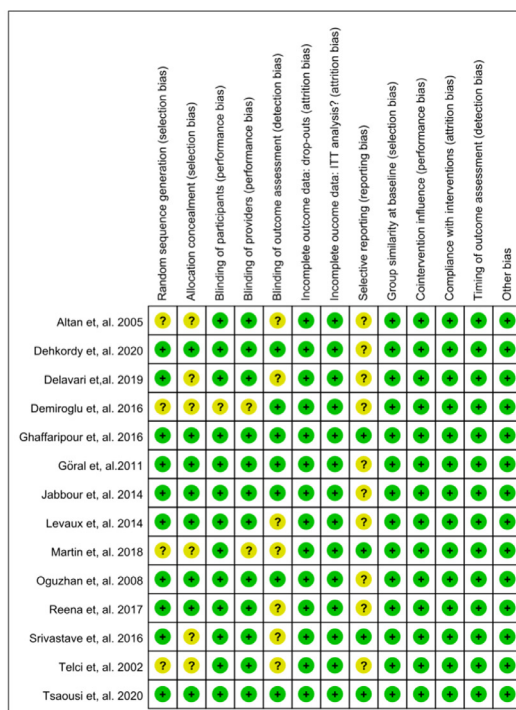 Random sequence generation (selection bias)
Allocation concealment (selection bias)
Blinding of participants (performance bias)
Blinding of providers (performance bias)
Blinding of outcome assessment (detection bias)
Incomplete outcome data: drop-outs (attrition bias)
Incomplete oucome data: ITT analysis? (attrition bias)
Selective reporting (reporting bias)
Group similarity at baseline (selection bias)
Cointervention influence (performance bias)
Compliance with interventions (attrition bias)
Timing of outcome assessment (detection bias)
Other bias
Altan et, al. 2005 ? ? + + ? + + ? + + + + +
Dehkordy et, al. 2020 + + + + + + + ? + + + + +
Delavari et,al. 2019 + ? + + ? + + ? + + + + +
Demiroglu et, al. 2016 ? ? ? ? + + + ? + + + + +
Ghaffaripour et, al. 2016 + + + + + + + + + + + + +
Göral et, al.2011 + + + + + + + ? + + + + +
Jabbour et, al. 2014 + + + + + + + ? + + + + +
Levaux et, al. 2014 + + + + ? + + ? + + + + +
Martin et, al. 2018 ? ? + ? ? + + + + + + + +
Oguzhan et, al. 2008 + + + + + + + ? + + + + +
Reena et, al. 2017 + + + + ? + + ? + + + + +
Srivastave et, al. 2016 + ? + + ? + + + + + + + +
Telci et, al. 2002 ? ? + + ? + + ? + + + + +
Tsaousi et, al. 2020 + + + + + + + + + + + + +